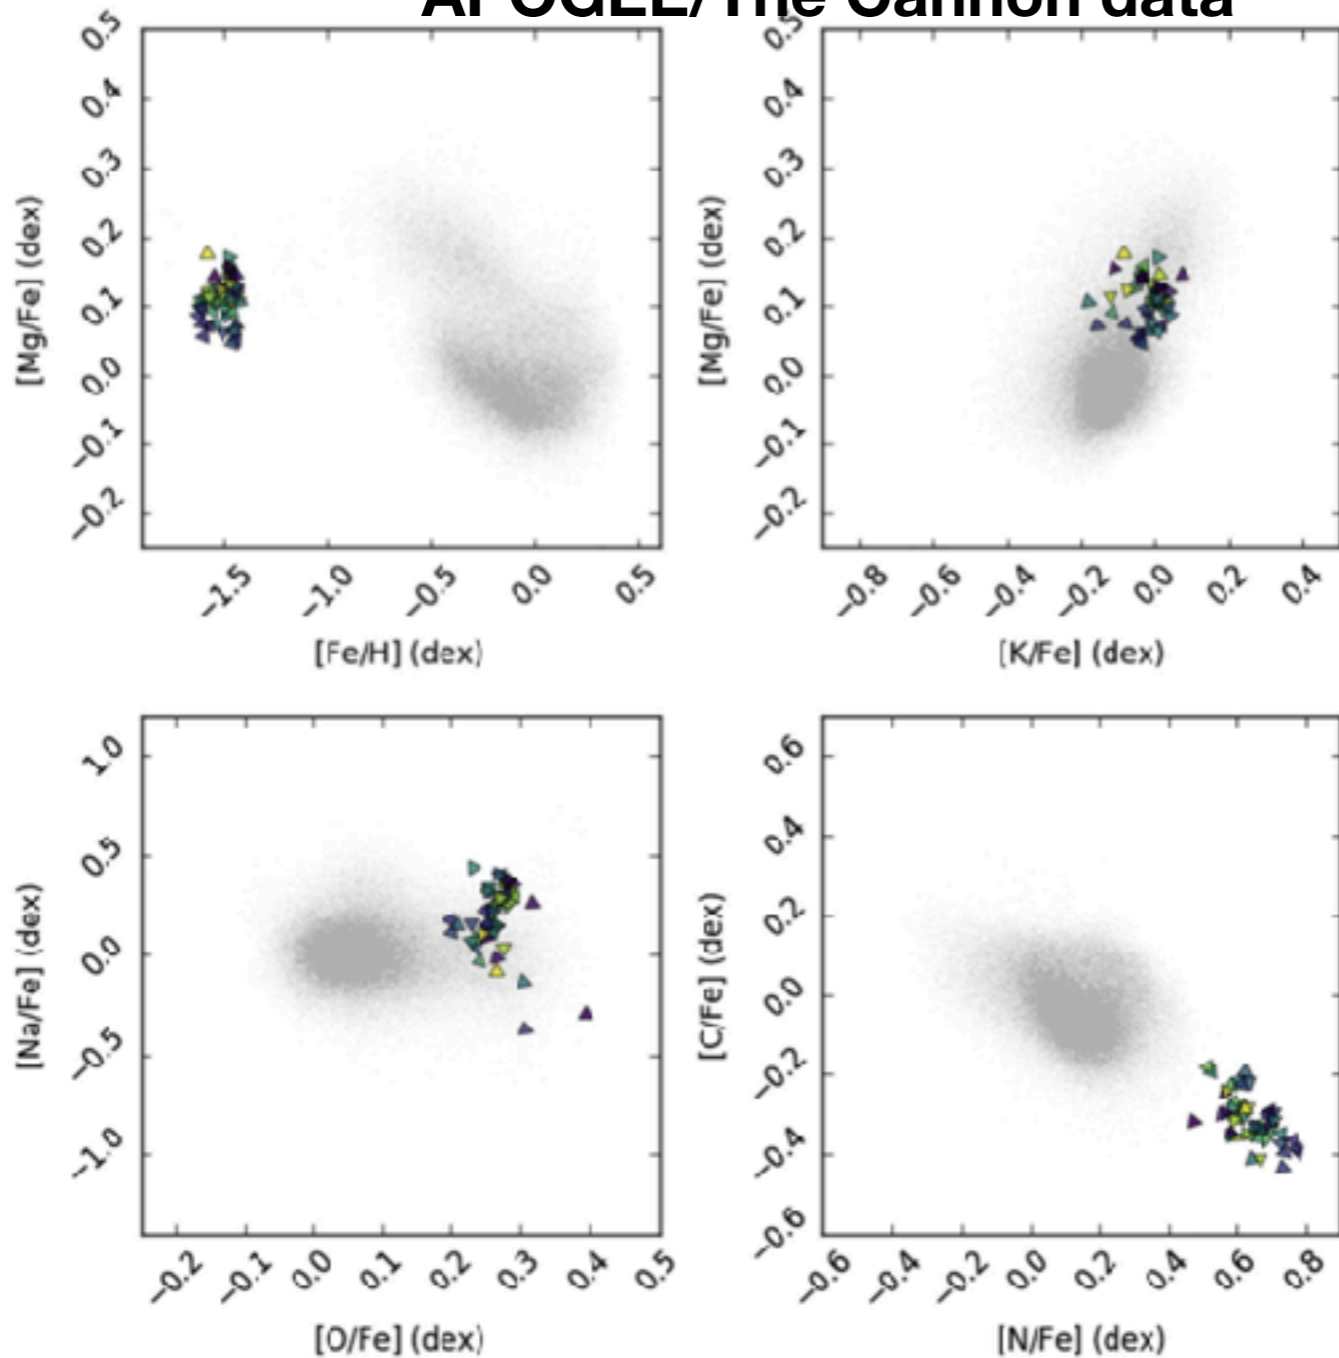 APOGEE/The Cannon data
0.5
0.4
0.3
0.2
0.1
0.0
−0.1
−0.2
[Mg/Fe] (dex)
−1.5 −1.0 −0.5 0.0 0.5
[Fe/H] (dex)
0.5
0.4
0.3
0.2
0.1
0.0
−0.1
−0.2
[Mg/Fe] (dex)
−0.8 −0.6 −0.4 −0.2 0.0 0.2 0.4
[K/Fe] (dex)
1.0
0.5
0.0
−0.5
−1.0
[Na/Fe] (dex)
−0.2 −0.1 0.0 0.1 0.2 0.3 0.4 0.5
[O/Fe] (dex)
0.6
0.4
0.2
0.0
−0.2
−0.4
−0.6
[C/Fe] (dex)
−0.6 −0.4 −0.2 0.0 0.2 0.4 0.6 0.8
[N/Fe] (dex)